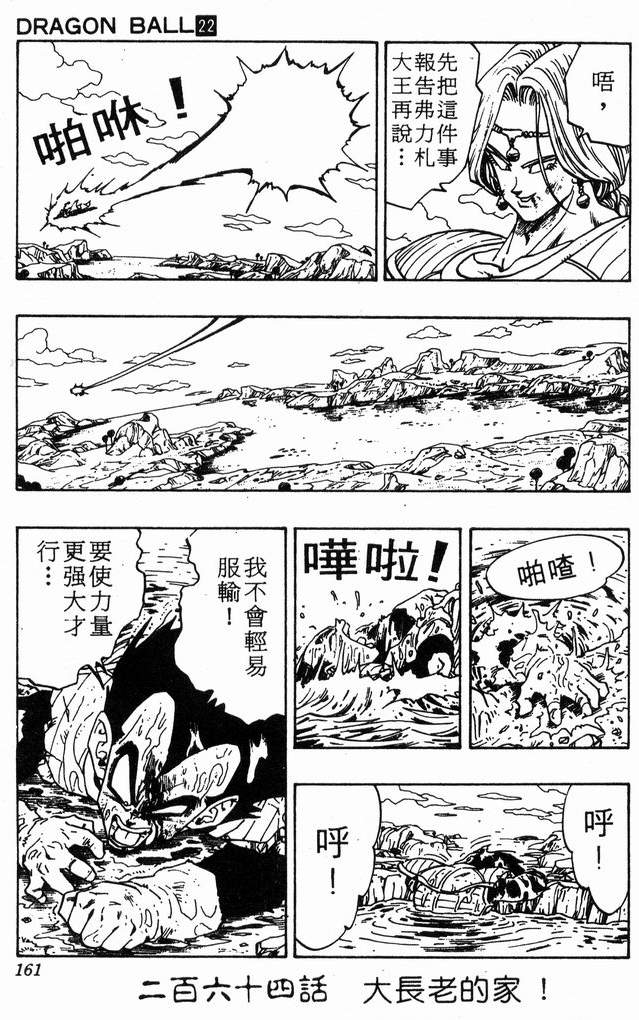 DRAGON BALL 22
唔，
先把這件事
報告弗力札
大王再說…
啪咻！
啪喳！
嘩啦！
我不會輕易
服輸！
要使力量
更强大才
行…
呼！
呼！
161
二百六十四話　大長老的家！